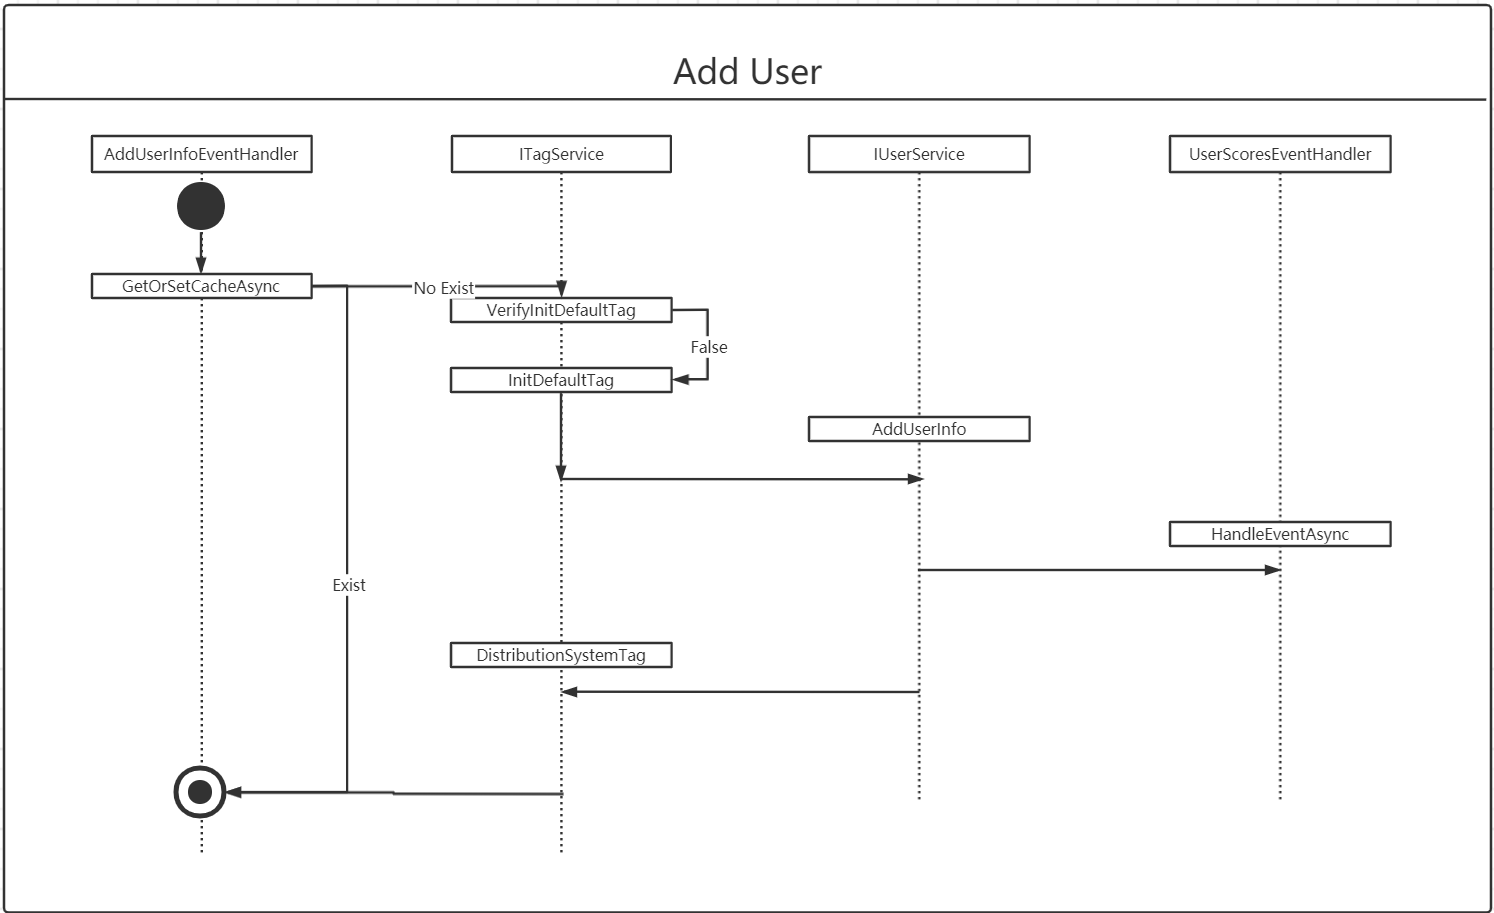 Add User
AddUserInfoEventHandler
ITagService
IUserService
UserScoresEventHandler
GetOrSetCacheAsync
No Exist
VerifyInitDefaultTag
False
InitDefaultTag
AddUserInfo
HandleEventAsync
Exist
DistributionSystemTag